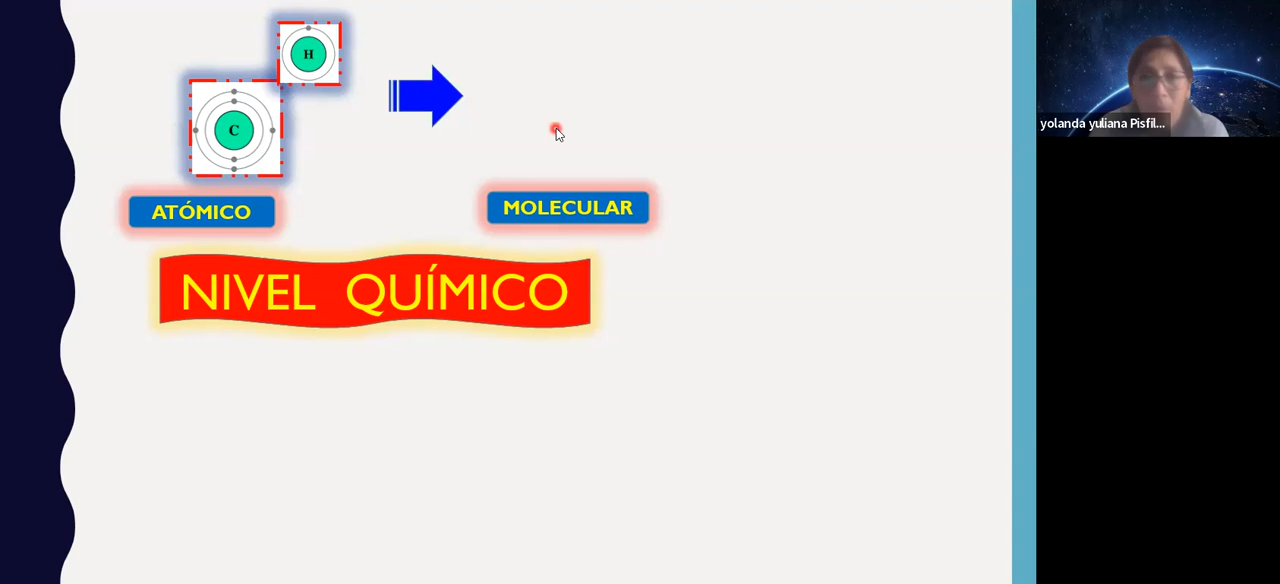 H
C
yolanda yuliana Pisfil...
ATÓMICO
MOLECULAR
NIVEL QUÍMICO